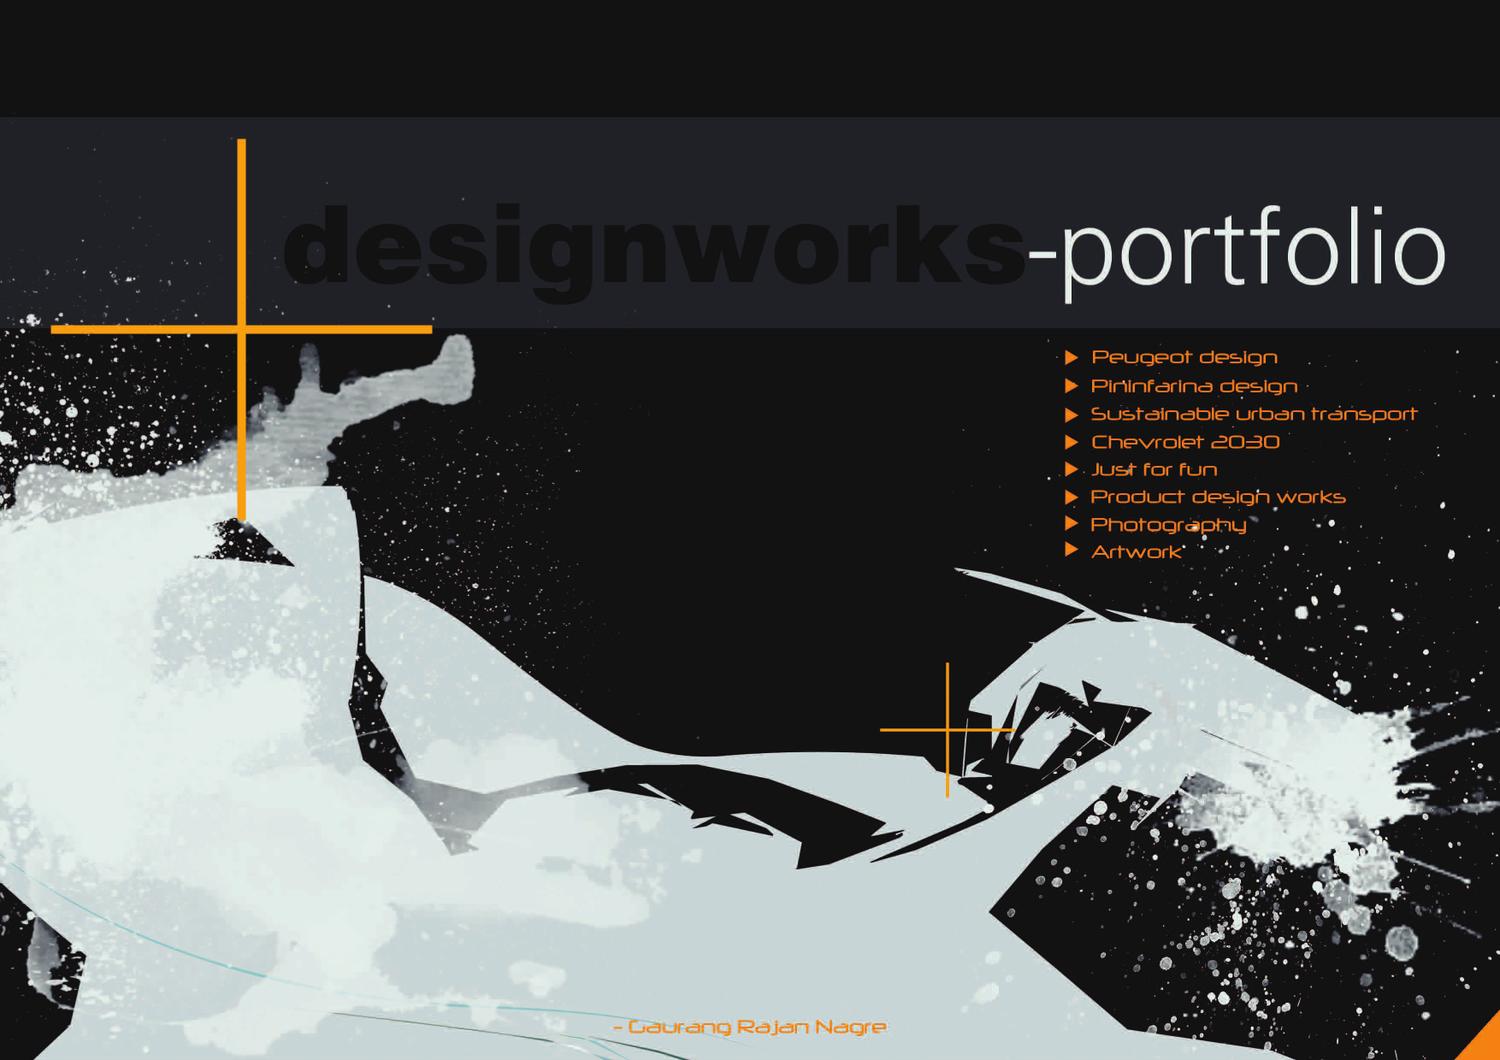 designworks-portfolio
Peugeot design
Pininfarina design
Sustainable urban transport
Chevrolet 2030
Just for fun
Product design works
Photography
Artwork
- Gaurang Rajan Nagre